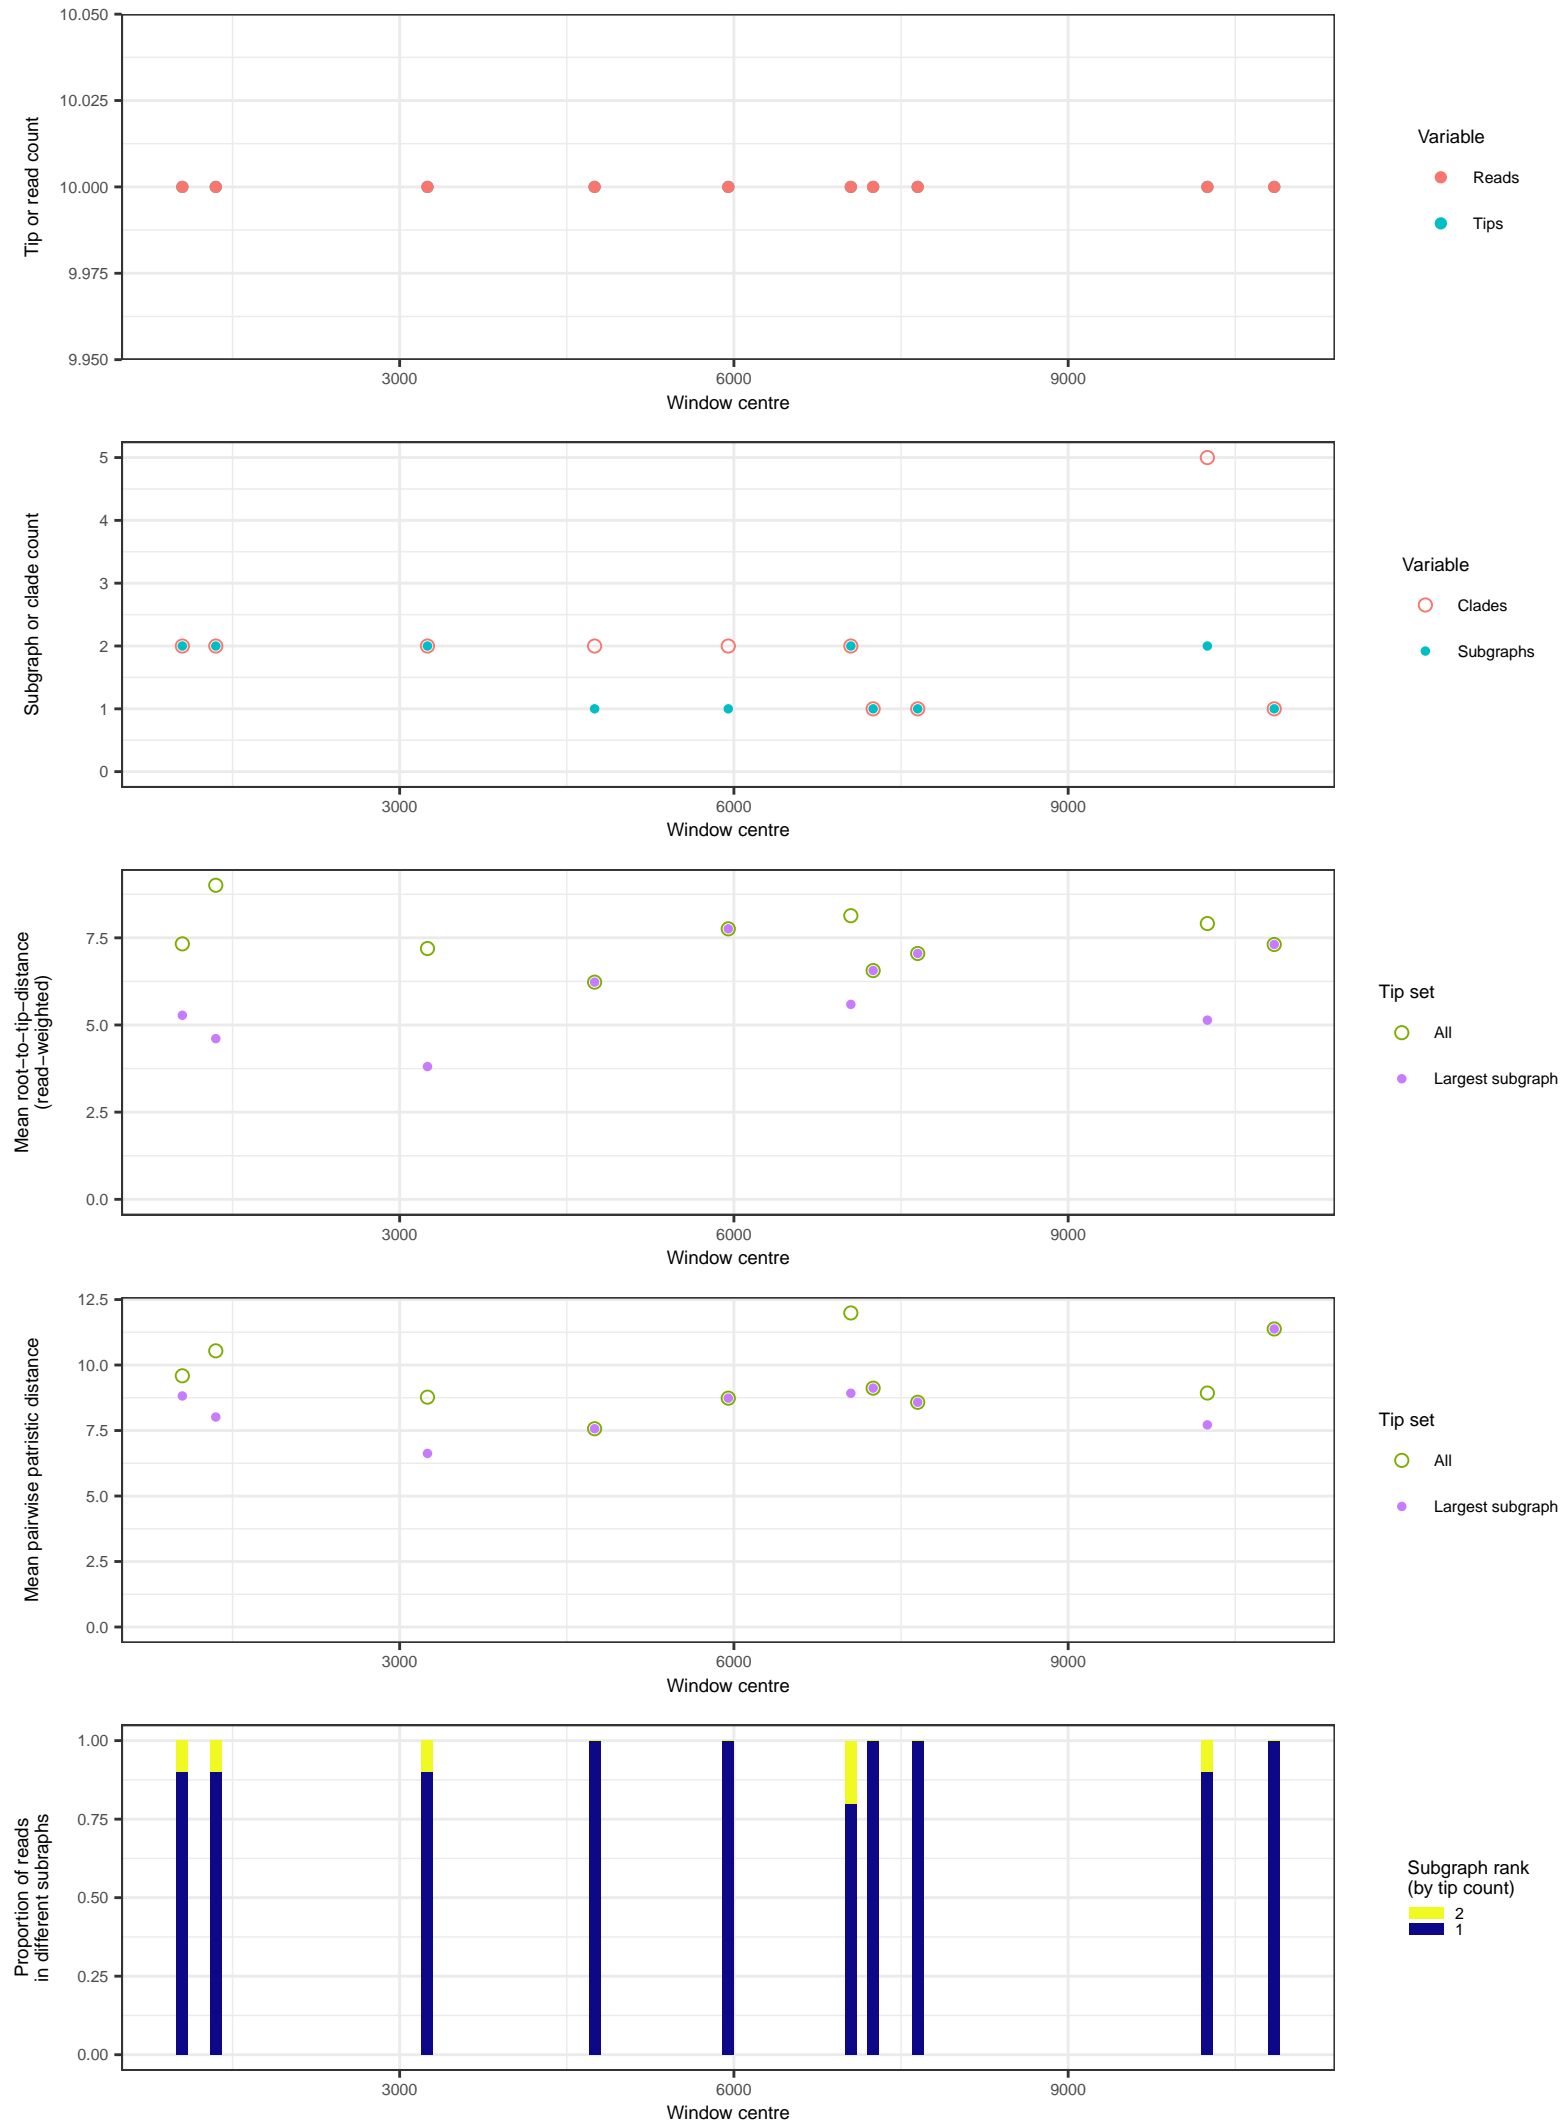 10.050
10.025
10.000
9.975
9.950
Tip or read count
3000
6000
9000
Window centre
Variable
Reads
Tips
5
4
3
2
1
0
Subgraph or clade count
3000
6000
9000
Window centre
Variable
Clades
Subgraphs
7.5
5.0
2.5
0.0
Mean root−to−tip−distance
(read−weighted)
3000
6000
9000
Window centre
Tip set
All
Largest subgraph
12.5
10.0
7.5
5.0
2.5
0.0
Mean pairwise patristic distance
3000
6000
9000
Window centre
Tip set
All
Largest subgraph
1.00
0.75
0.50
0.25
0.00
Proportion of reads
in different subraphs
3000
6000
9000
Window centre
Subgraph rank
(by tip count)
2
1